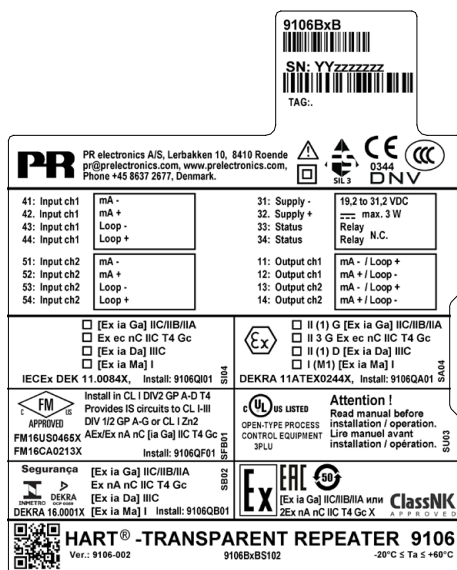 9106BxB
SN: YYzzzzzzz
TAG:.
PR PR electronics A/S, Lerbakken 10, 8410 Roende
pr@prelectronics.com, www.prelectronics.com,
Phone +45 8637 2677, Denmark.
SIL 3
CE
0344
DNV
CCC
41: Input ch1 mA -
42. Input ch1 mA +
43: Input ch1 Loop -
44: Input ch1 Loop +
31: Supply - 19,2 to 31,2 VDC
32. Supply + max. 3 W
33: Status Relay N.C.
34: Status Relay
51: Input ch2 mA -
52: Input ch2 mA +
53: Input ch2 Loop -
54: Input ch2 Loop +
11: Output ch1 mA - / Loop +
12: Output ch1 mA + / Loop -
13: Output ch2 mA - / Loop -
14: Output ch2 mA + / Loop +
[Ex ia Ga] IIC/IIB/IIA
Ex ec nC IIC T4 Gc
[Ex ia Da] IIIC
[Ex ia Ma] I
IECEx DEK 11.0084X, Install: 9106QI01
SI04
Ex
II (1) G [Ex ia Ga] IIC/IIB/IIA
II 3 G Ex ec nC IIC T4 Gc
II (1) D [Ex ia Da] IIIC
I (M1) [Ex ia Ma] I
DEKRA 11ATEX0244X, Install: 9106QA01
SA04
C FM US
APPROVED
FM16US0465X
FM16CA0213X
Install in CL I DIV2 GP A-D T4
Provides IS circuits to CL I-III
DIV 1/2 GP A-G or CL I Zn2
AEx/Ex nA nC [ia Ga] IIC T4 Gc
Install: 9106QF01
SFB01
c UL US LISTED
OPEN-TYPE PROCESS
CONTROL EQUIPMENT
3PLU
Attention !
Read manual before
installation / operation.
Lire manuel avant
installation / opération.
SU03
Segurança
INMETRO
DEKRA
DEKRA 16.0001X
[Ex ia Ga] IIC/IIB/IIA
Ex nA nC IIC T4 Gc
[Ex ia Da] IIIC
[Ex ia Ma] I Install: 9106QB01
SB02
Ex
EAC
50
[Ex ia Ga] IIC/IIB/IIA или
2Ex nA nC IIC T4 Gc X
ClassNK
APPROVED
HART® -TRANSPARENT REPEATER 9106
Ver.: 9106-002
9106BxBS102
-20°C ≤ Ta ≤ +60°C